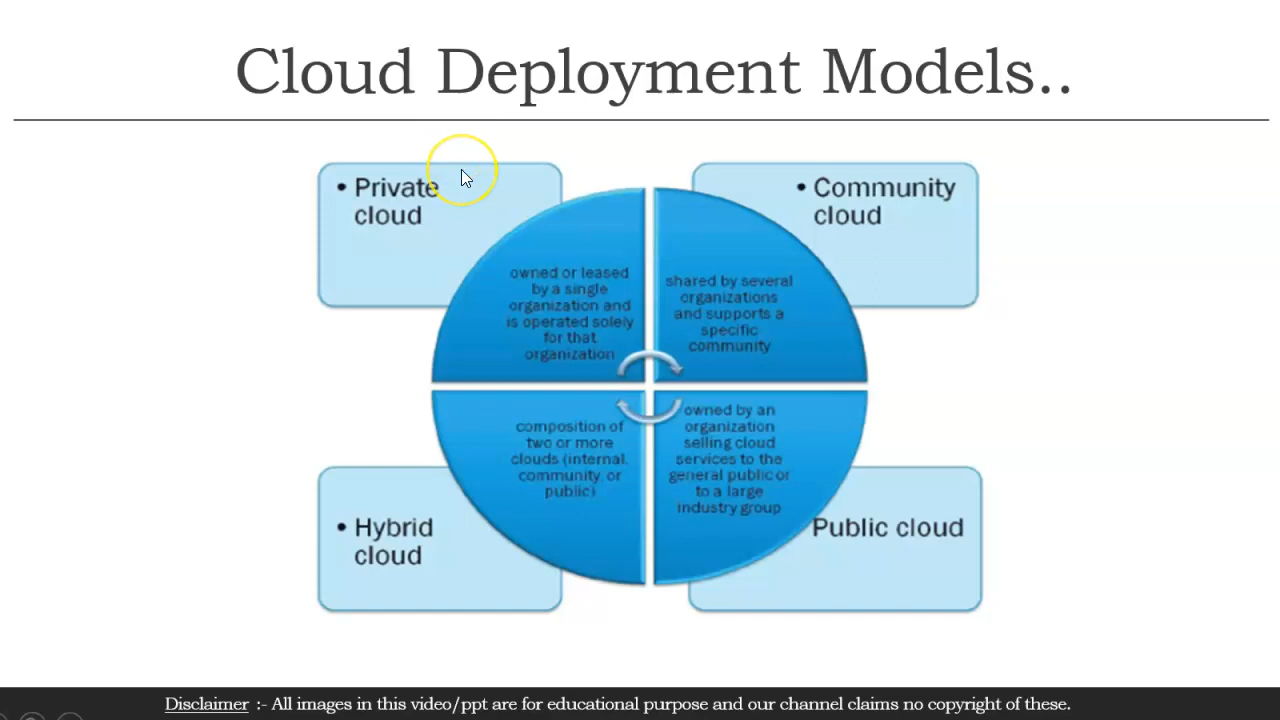 Cloud Deployment Models..
• Private
cloud
owned or leased
by a single
organization and
is operated solely
for that
organization
• Community
cloud
shared by several
organizations
and supports a
specific
community
• Hybrid
cloud
composition of
two or more
clouds (internal,
community, or
public)
owned by an
organization
selling cloud
services to the
general public or
to a large
industry group
Public cloud
Disclaimer :- All images in this video/ppt are for educational purpose and our channel claims no copyright of these.